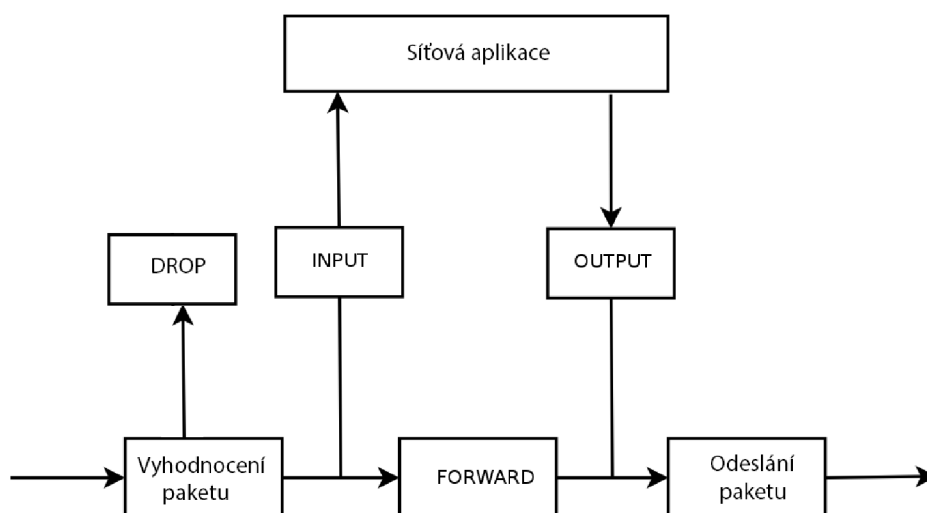 Síťová aplikace
DROP
INPUT
OUTPUT
Vyhodnocení
paketu
FORWARD
Odeslání
paketu